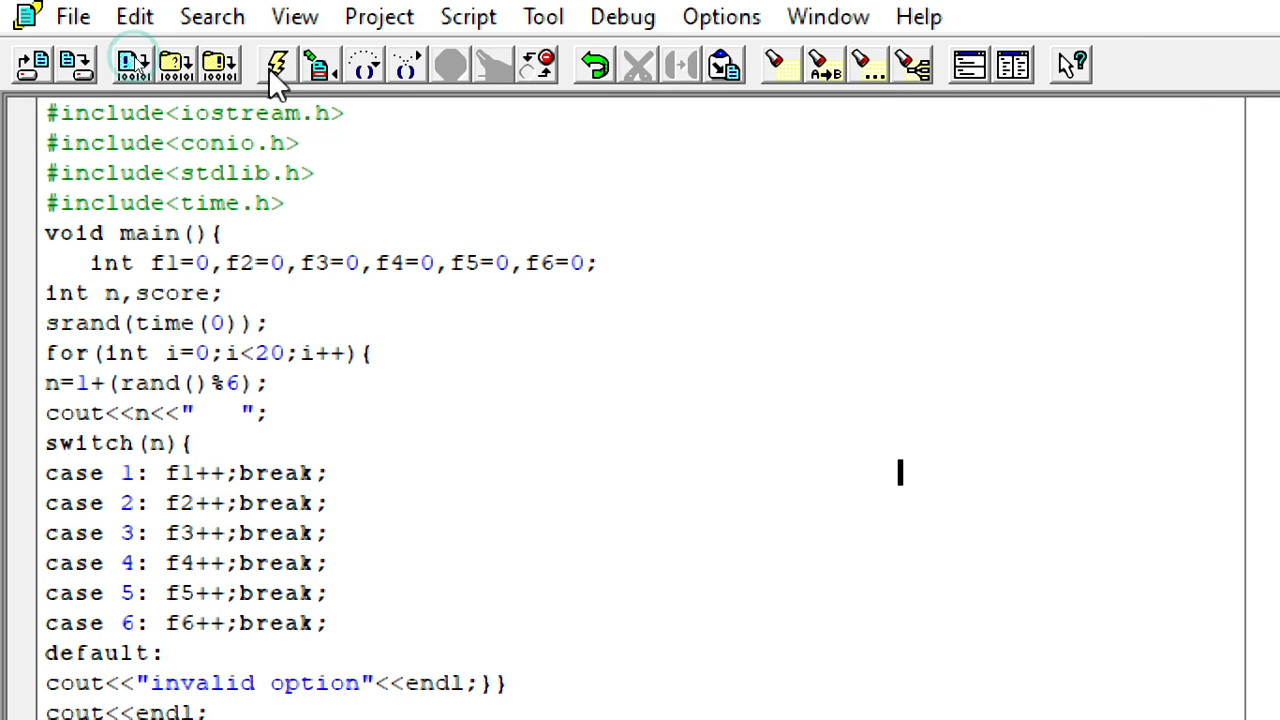 File Edit Search View Project Script Tool Debug Options Window Help
#include<iostream.h>
#include<conio.h>
#include<stdlib.h>
#include<time.h>
void main(){
   int f1=0,f2=0,f3=0,f4=0,f5=0,f6=0;
int n,score;
srand(time(0));
for(int i=0;i<20;i++){
n=1+(rand()%6);
cout<<n<<"   ";
switch(n){
case 1: f1++;break;
case 2: f2++;break;
case 3: f3++;break;
case 4: f4++;break;
case 5: f5++;break;
case 6: f6++;break;
default:
cout<<"invalid option"<<endl;}}
cout<<endl;